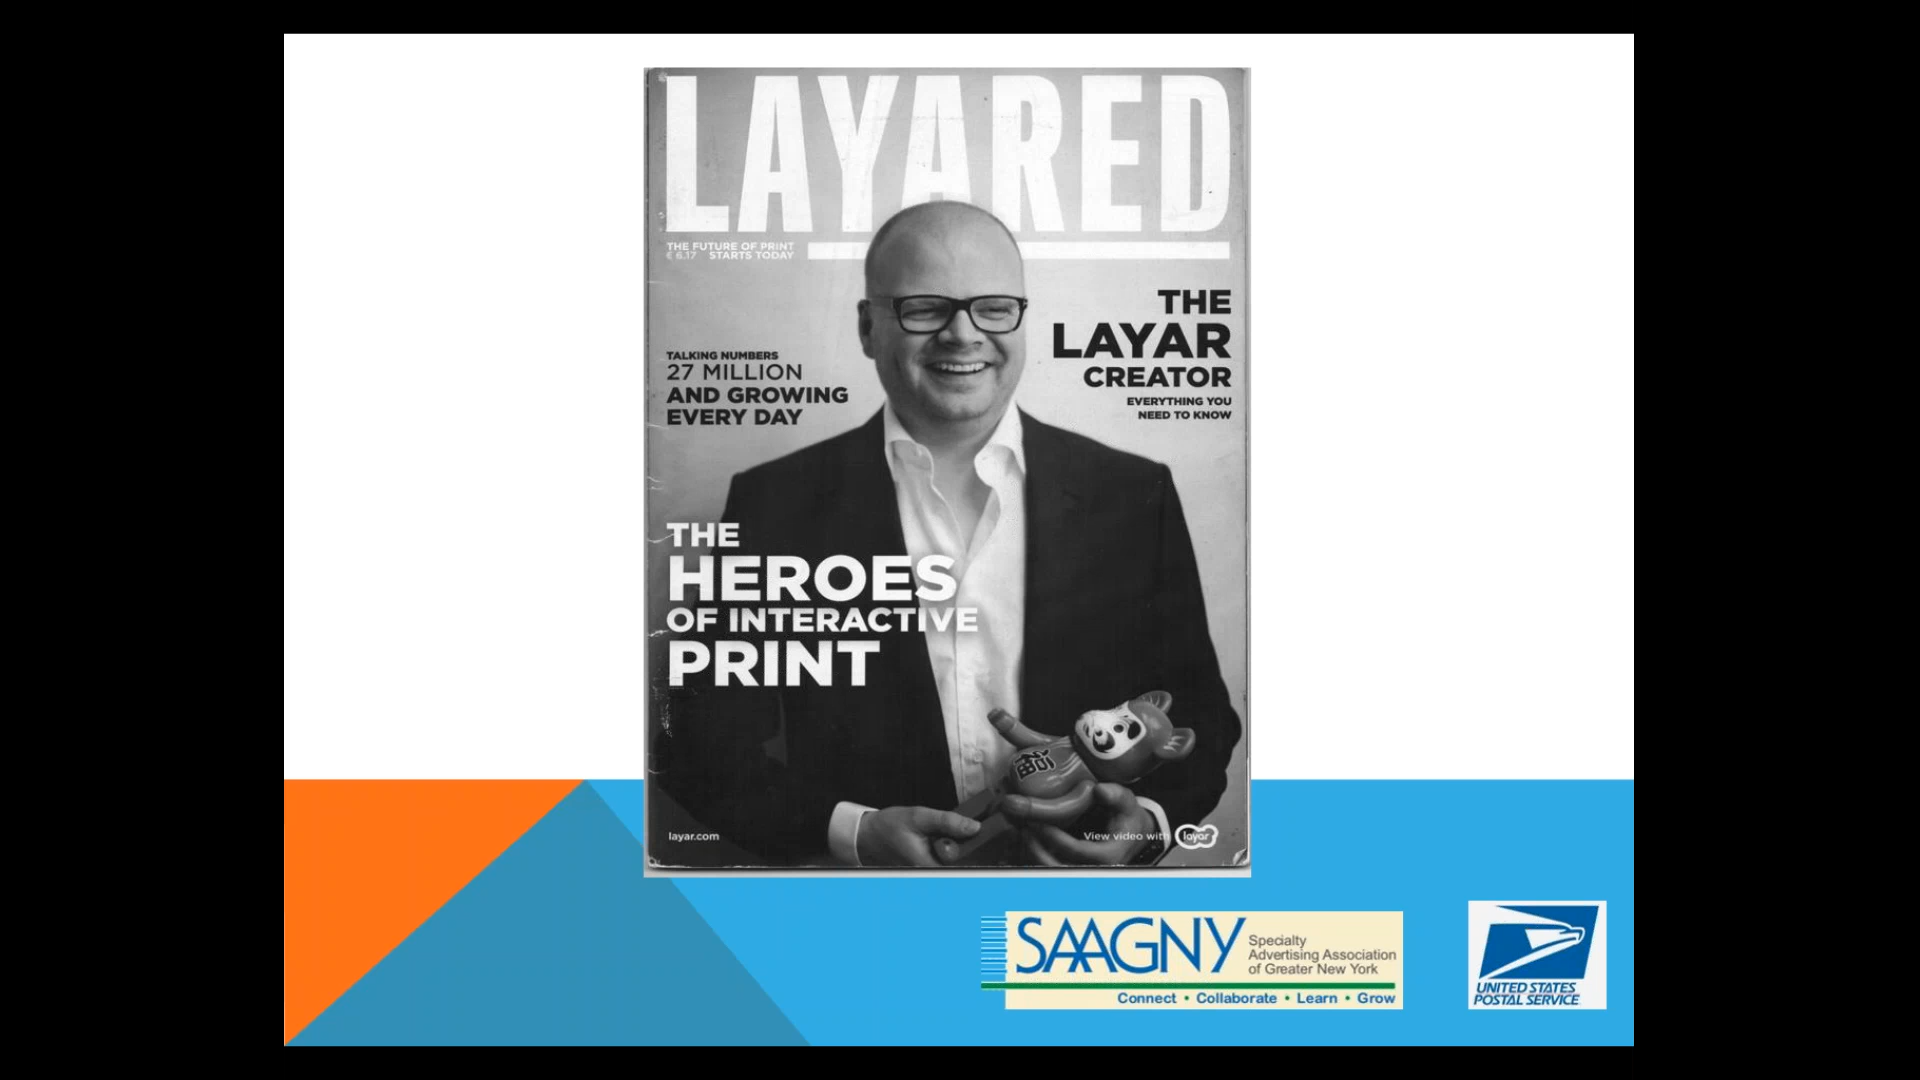 LAYARED
THE FUTURE OF PRINT
€ 6.17 STARTS TODAY
THE
LAYAR
CREATOR
EVERYTHING YOU
NEED TO KNOW
TALKING NUMBERS
27 MILLION
AND GROWING
EVERY DAY
THE
HEROES
OF INTERACTIVE
PRINT
layar.com
View video with layar
SAAGNY
Specialty
Advertising Association
of Greater New York
Connect • Collaborate • Learn • Grow
UNITED STATES
POSTAL SERVICE